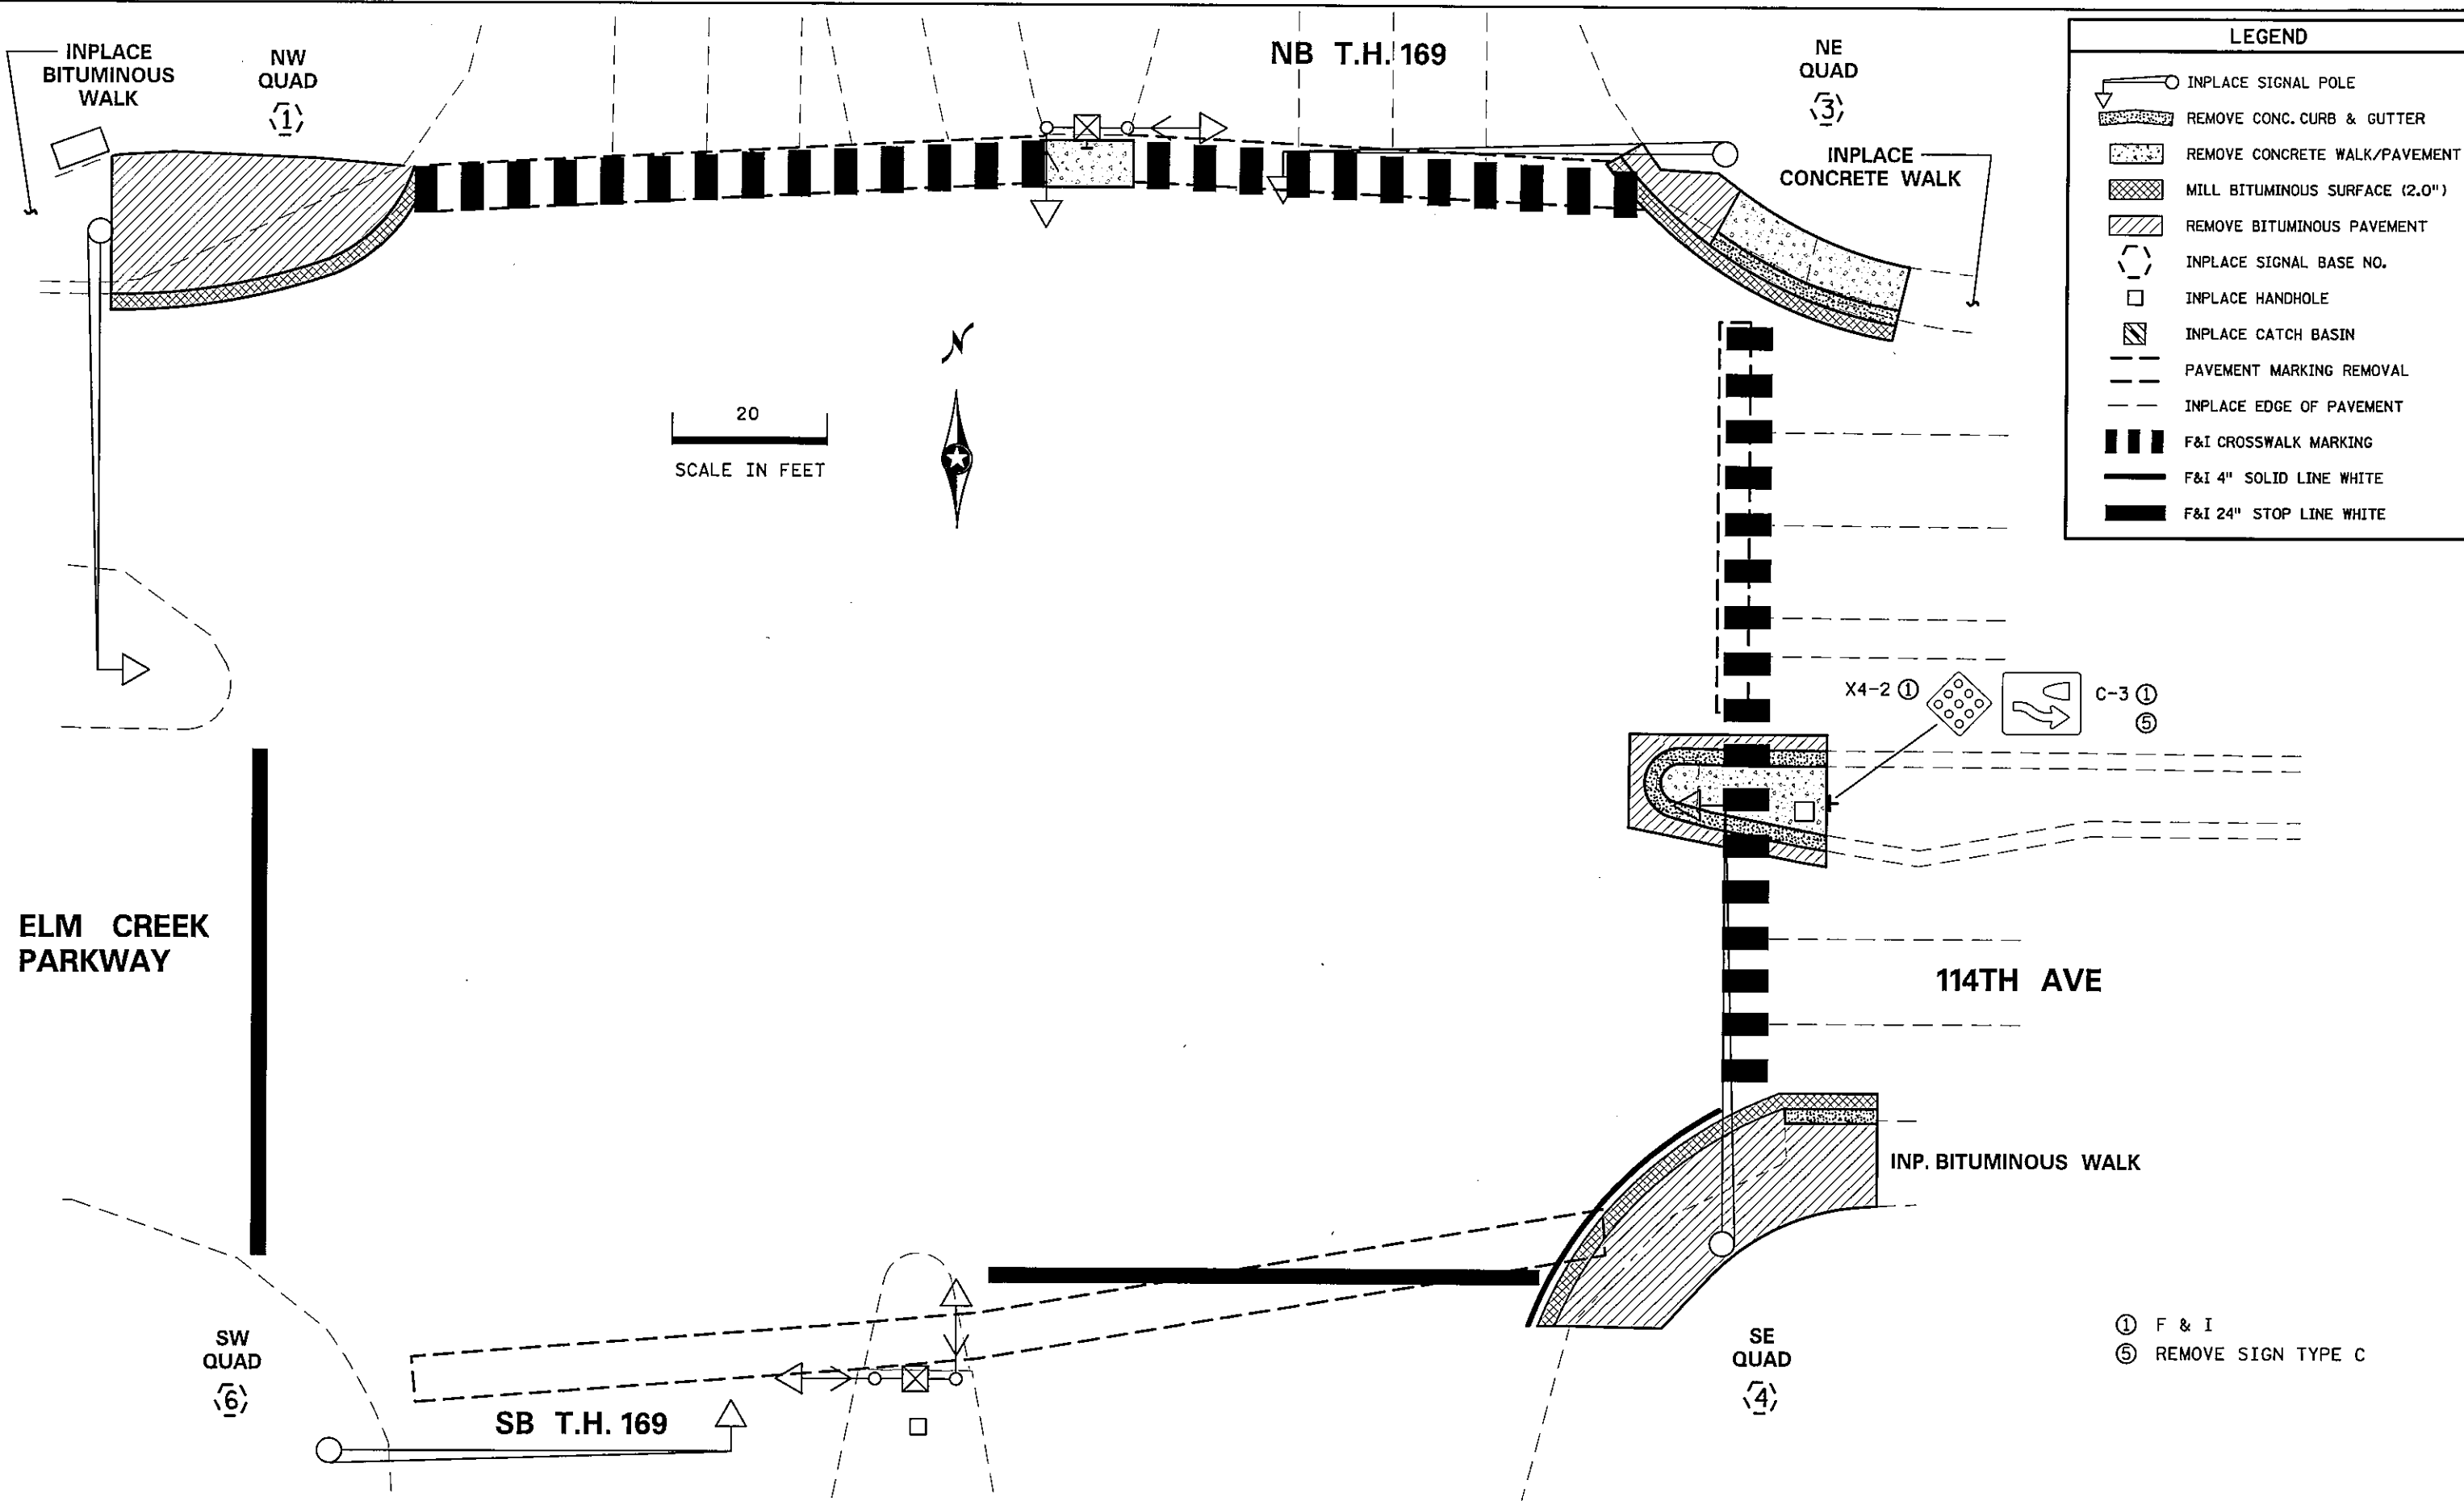 INPLACE
BITUMINOUS
WALK
NW
QUAD
1
NB T.H. 169
NE
QUAD
3
INPLACE
CONCRETE WALK
LEGEND
INPLACE SIGNAL POLE
REMOVE CONC. CURB & GUTTER
REMOVE CONCRETE WALK/PAVEMENT
MILL BITUMINOUS SURFACE (2.0")
REMOVE BITUMINOUS PAVEMENT
INPLACE SIGNAL BASE NO.
INPLACE HANDHOLE
INPLACE CATCH BASIN
PAVEMENT MARKING REMOVAL
INPLACE EDGE OF PAVEMENT
F&I CROSSWALK MARKING
F&I 4" SOLID LINE WHITE
F&I 24" STOP LINE WHITE
N
20
SCALE IN FEET
X4-2 ①
C-3 ①
⑤
ELM CREEK
PARKWAY
114TH AVE
INP. BITUMINOUS WALK
SW
QUAD
6
SB T.H. 169
SE
QUAD
4
① F & I
⑤ REMOVE SIGN TYPE C